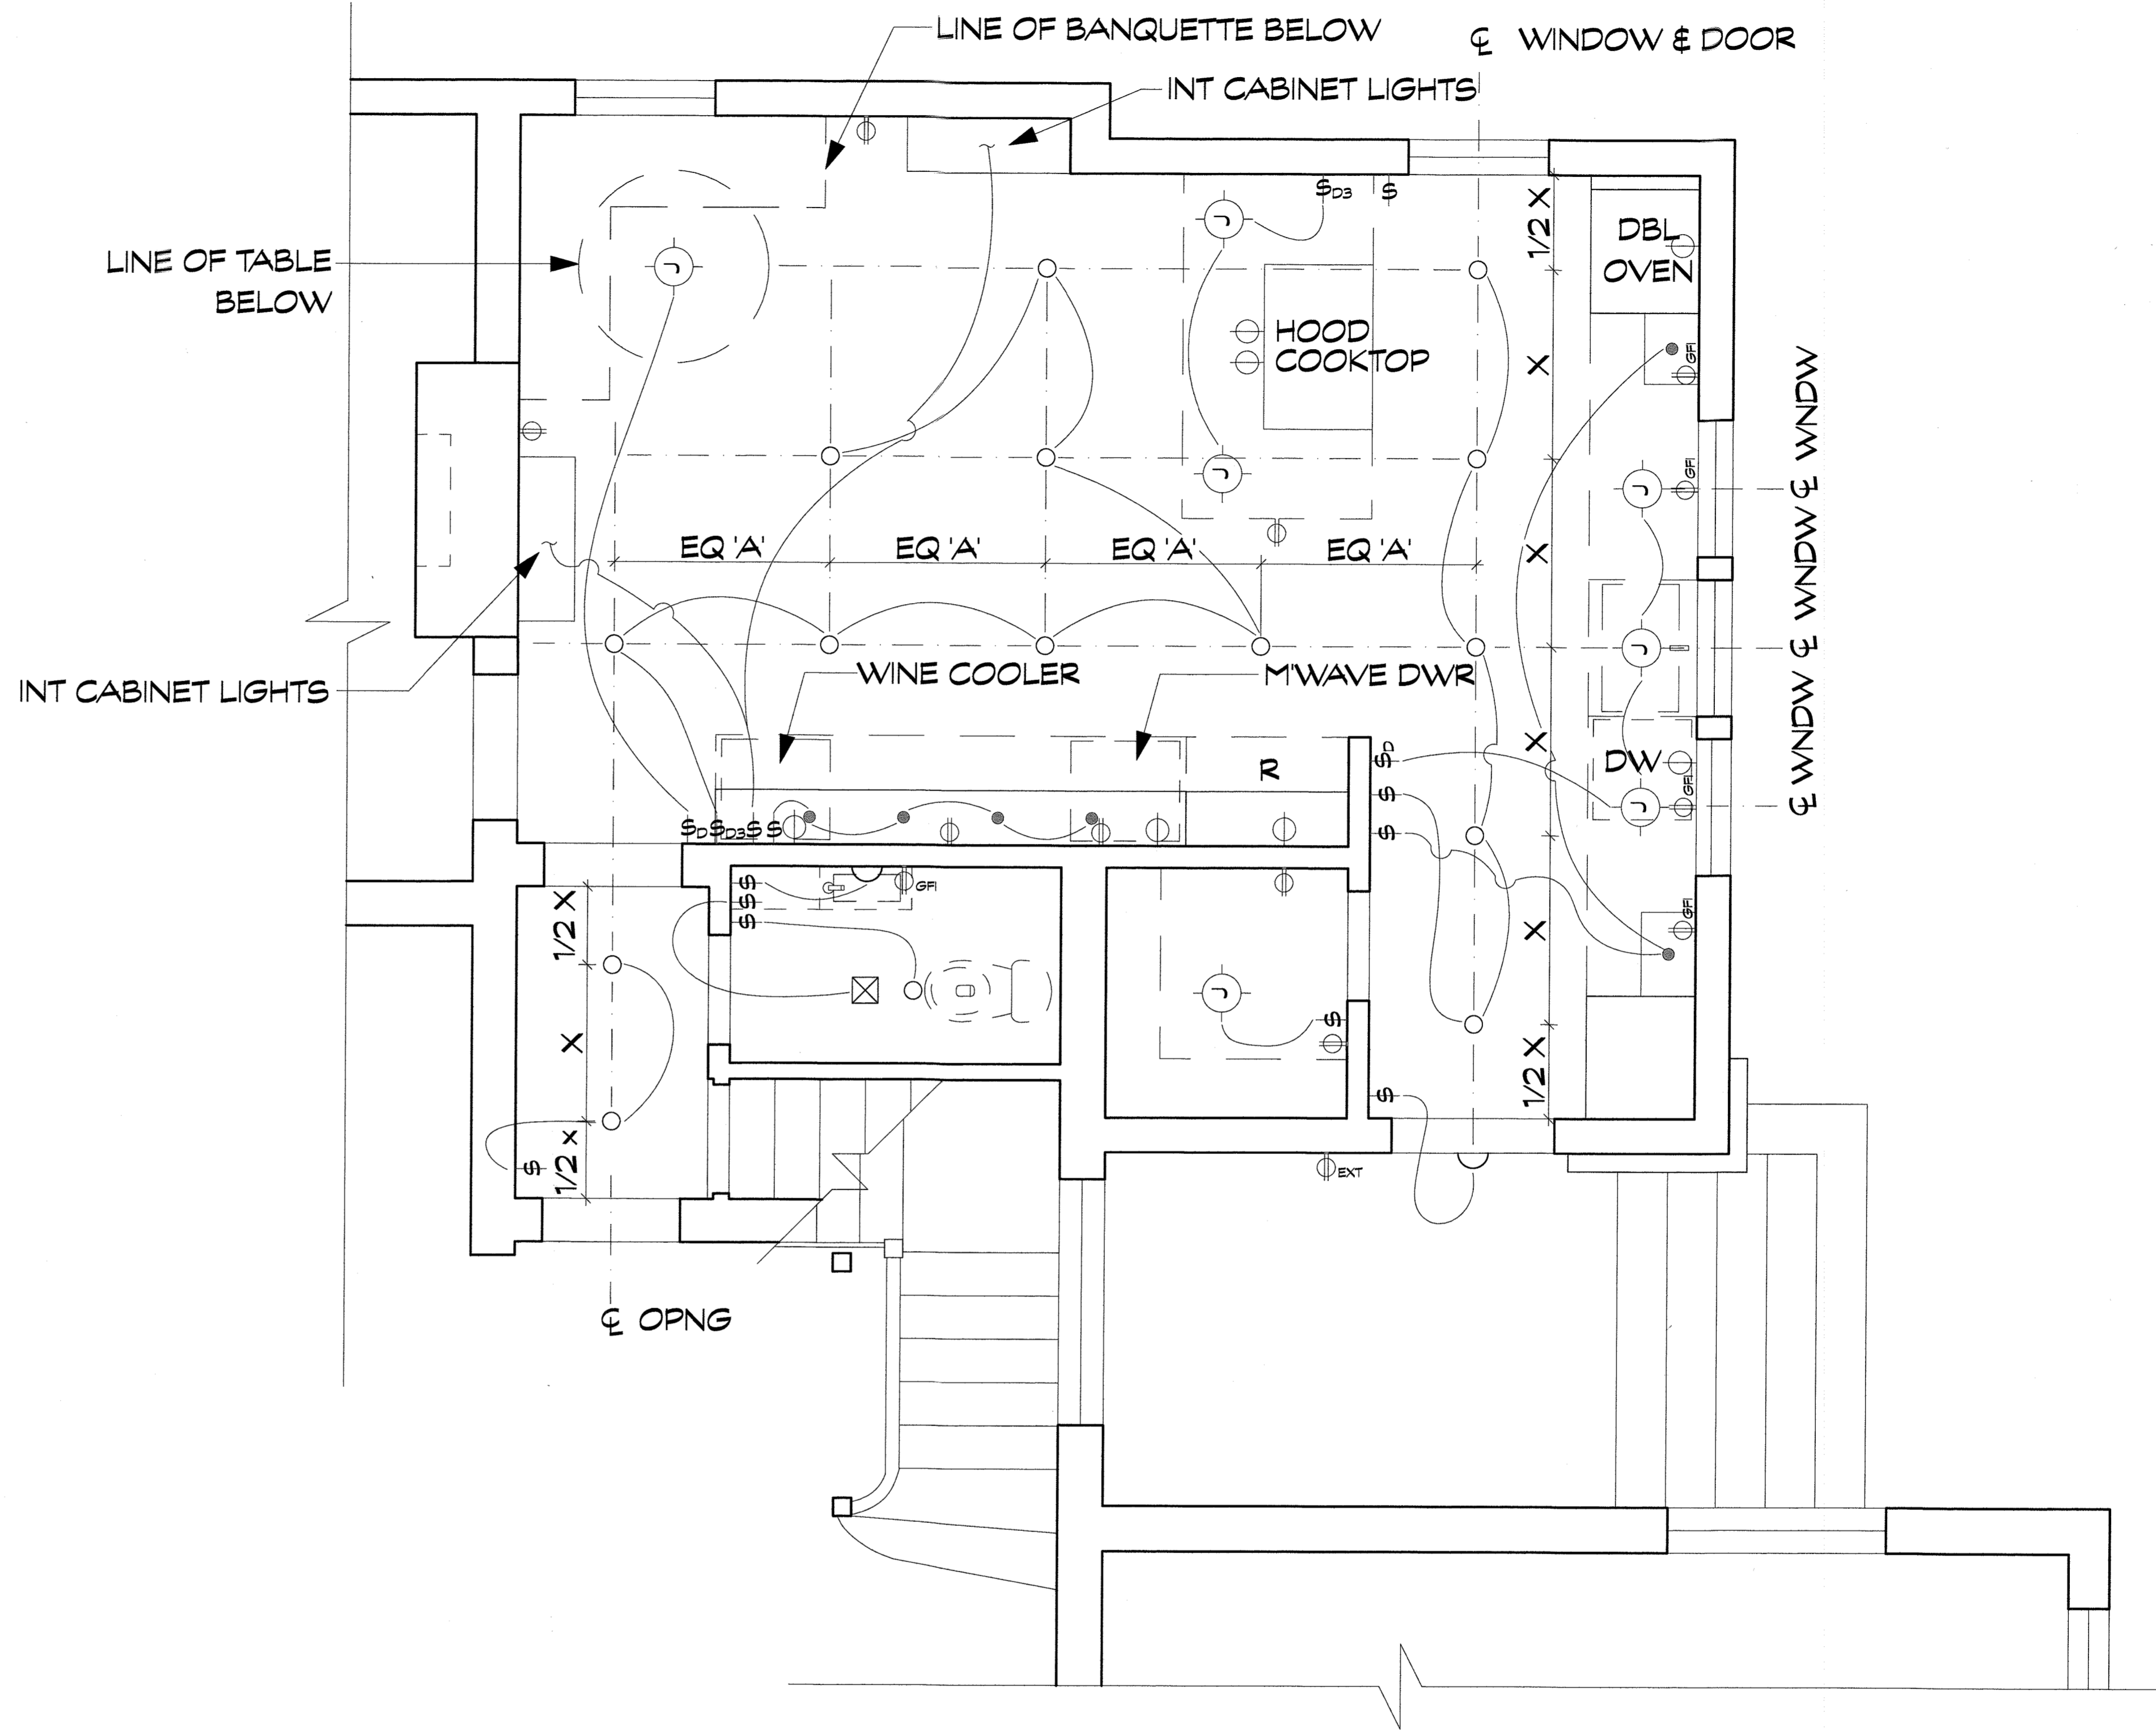 LINE OF BANQUETTE BELOW
℄ WINDOW & DOOR
INT CABINET LIGHTS
LINE OF TABLE
BELOW
$D3 $
1/2 X
DBL
OVEN
J
J
HOOD
COOKTOP
X
GFI
℄ WNDW ℄ WNDW ℄ WNDW
J
J
GFI
EQ 'A' EQ 'A' EQ 'A' EQ 'A'
X
INT CABINET LIGHTS
WINE COOLER
M'WAVE DWR
J
X
R
$D
DW
GFI
J
$
$D $D3 $ $
$
$
GFI
$
$
1/2 X
X
GFI
J
$
X
1/2 X
$
$
1/2 X
EXT
℄ OPNG